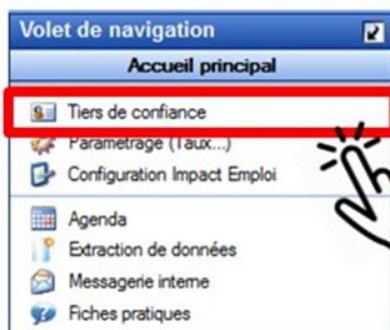 Volet de navigation
Accueil principal
Tiers de confiance
Paramétrage (Taux...)
Configuration Impact Emploi
Agenda
Extraction de données
Messagerie interne
Fiches pratiques